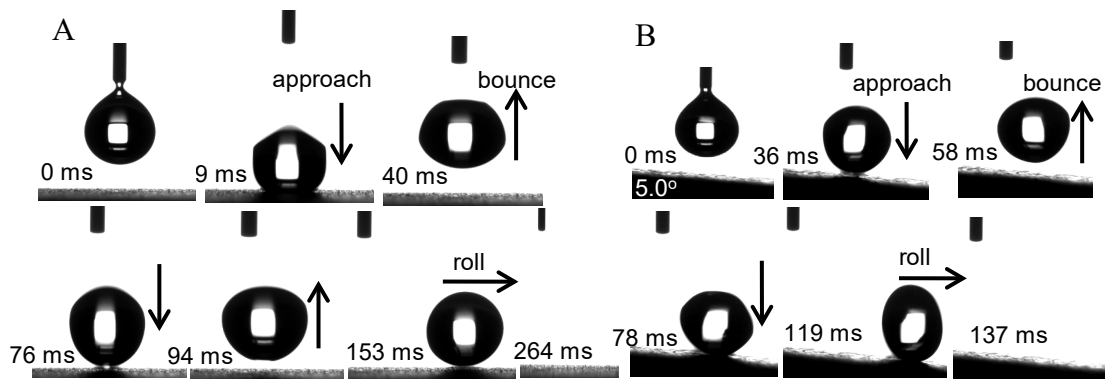 A
approach
bounce
0 ms
9 ms
40 ms
roll
76 ms
94 ms
153 ms
264 ms
B
approach
bounce
0 ms
36 ms
58 ms
5.0°
roll
78 ms
119 ms
137 ms